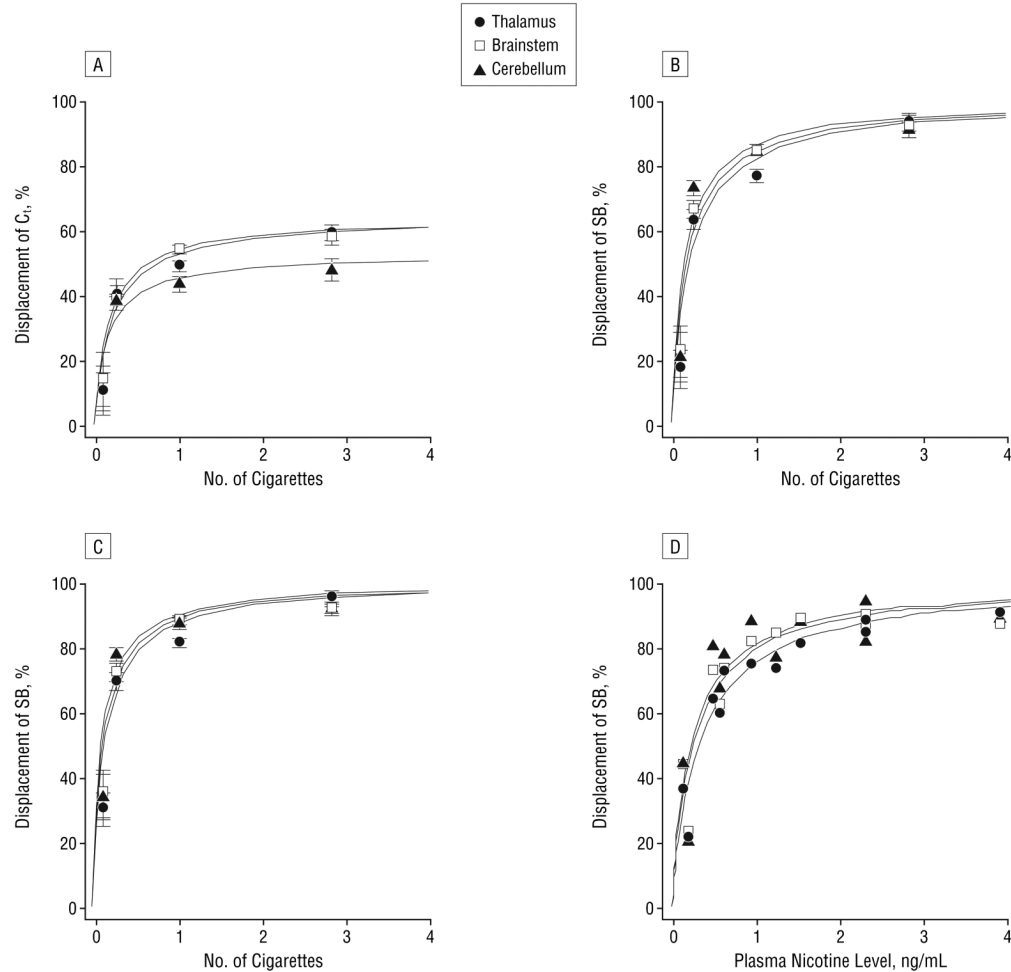 Thalamus
Brainstem
Cerebellum
A
100
80
60
40
20
0
Displacement of Cₜ, %
0 1 2 3 4
No. of Cigarettes
B
100
80
60
40
20
0
Displacement of SB, %
0 1 2 3 4
No. of Cigarettes
C
100
80
60
40
20
0
Displacement of SB, %
0 1 2 3 4
No. of Cigarettes
D
100
80
60
40
20
0
Displacement of SB, %
0 1 2 3 4
Plasma Nicotine Level, ng/mL